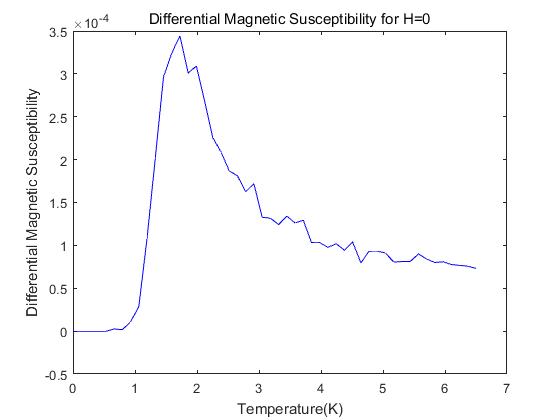 ×10-4
Differential Magnetic Susceptibility for H=0
3.5
3
2.5
2
1.5
1
0.5
0
-0.5
Differential Magnetic Susceptibility
0 1 2 3 4 5 6 7
Temperature(K)